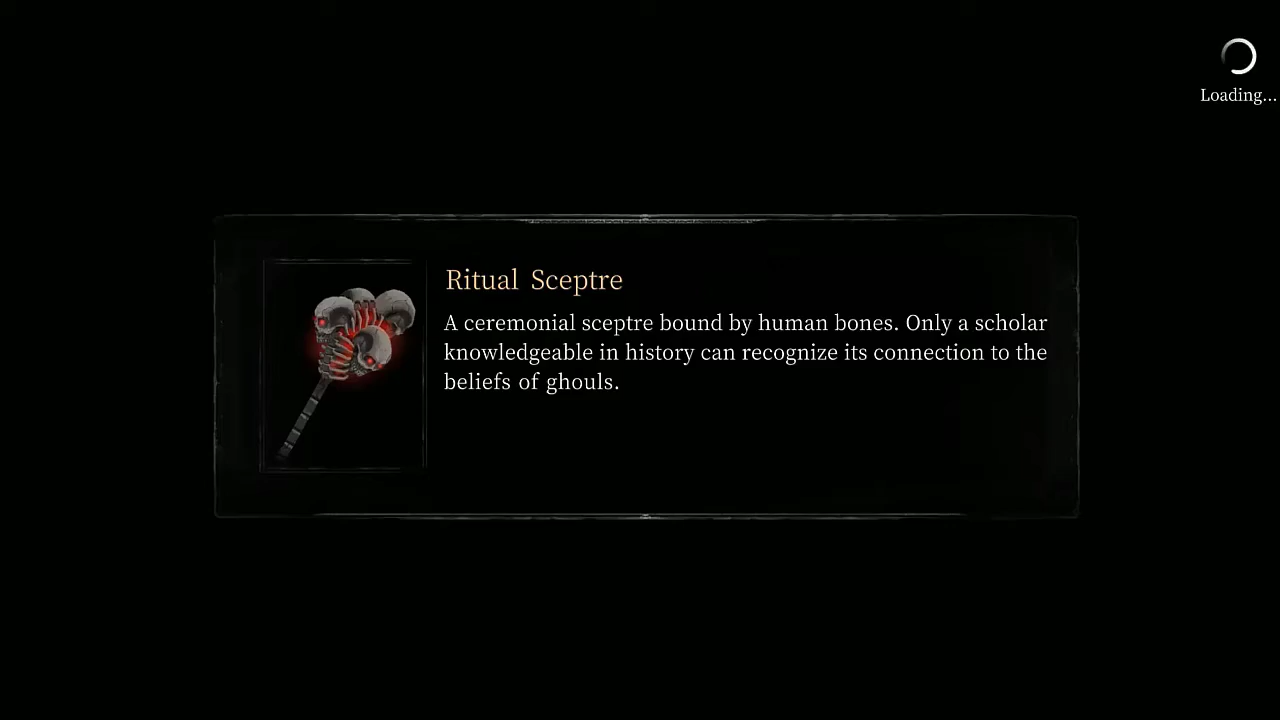 Loading...
Ritual Sceptre
A ceremonial sceptre bound by human bones. Only a scholar
knowledgeable in history can recognize its connection to the
beliefs of ghouls.